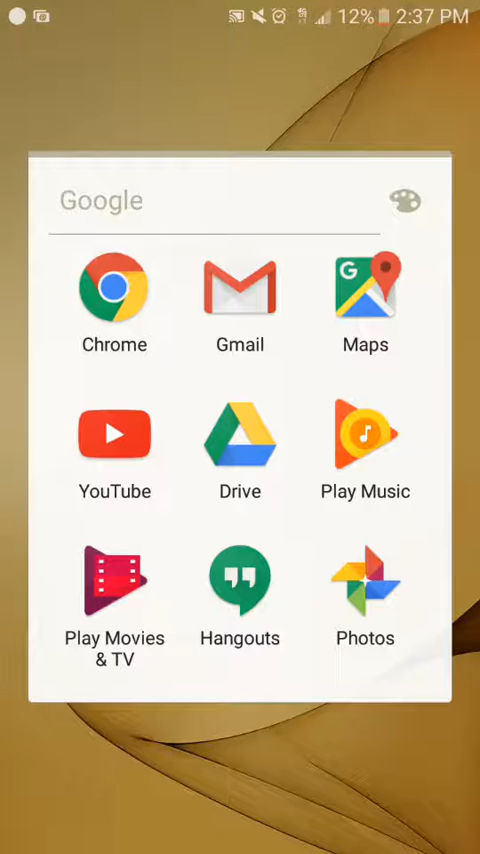 12% 2:37 PM
Google
G
Chrome
Gmail
Maps
YouTube
Drive
Play Music
Play Movies
& TV
Hangouts
Photos